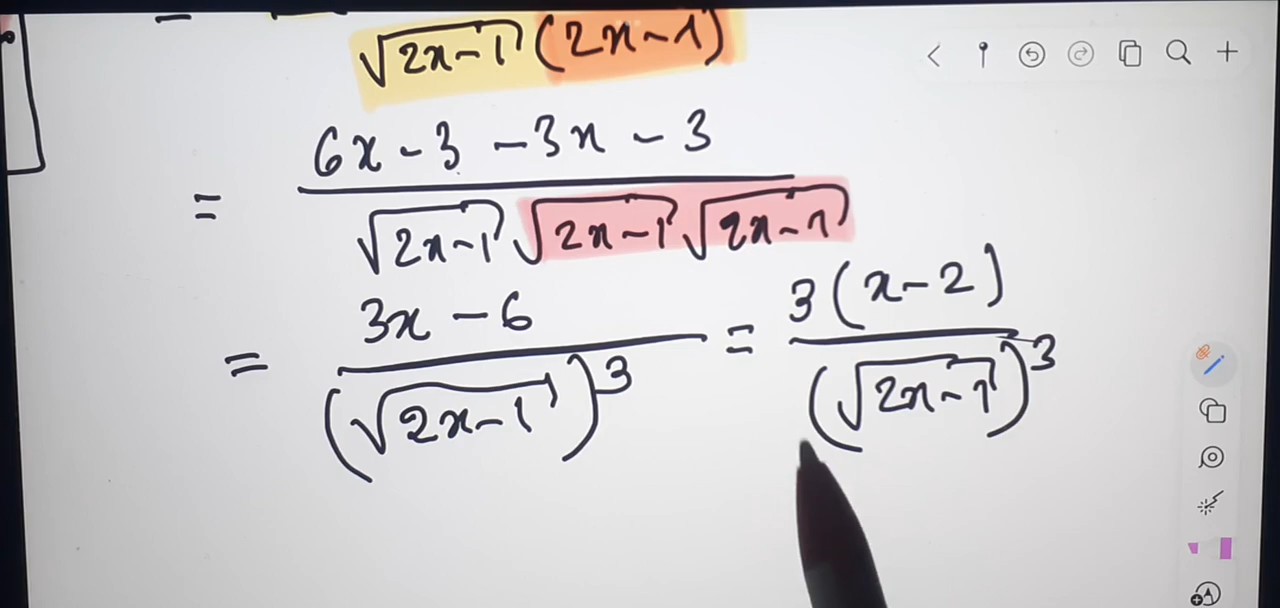 √(2x-1) (2x-1)
= (6x - 3 - 3x - 3) / (√(2x-1) √(2x-1) √(2x-1))
= (3x - 6) / (√(2x-1))³ = 3(x-2) / (√(2x-1))³